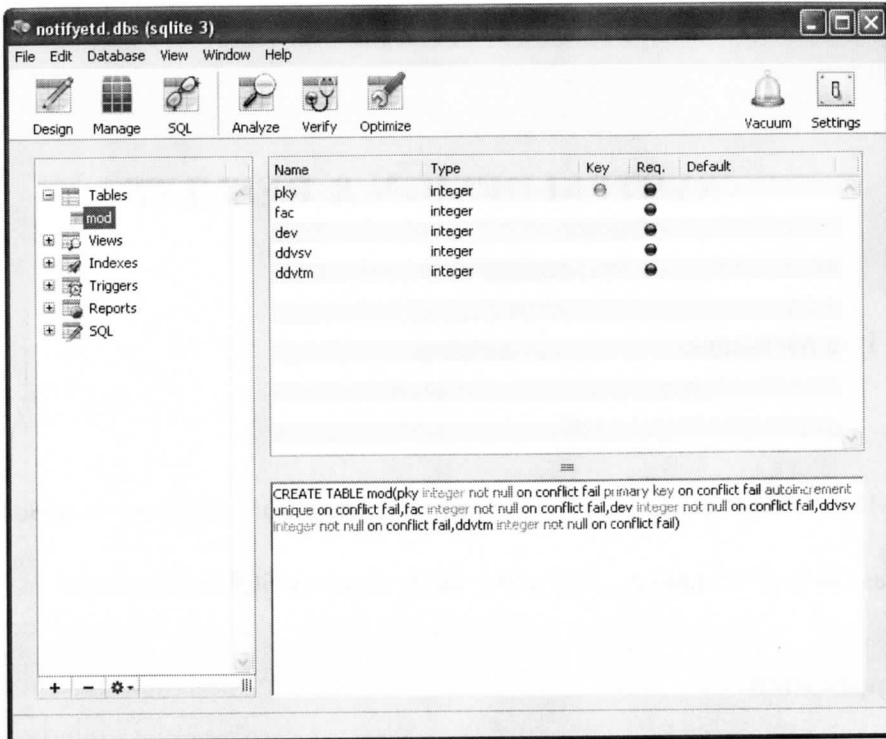 notifyetd.dbs (sqlite 3)
File Edit Database View Window Help
Design Manage SQL Analyze Verify Optimize Vacuum Settings
Tables
mod
Views
Indexes
Triggers
Reports
SQL
Name Type Key Req. Default
pky integer
fac integer
dev integer
ddvsv integer
ddvtm integer
CREATE TABLE mod(pky integer not null on conflict fail primary key on conflict fail autoincrement
unique on conflict fail,fac integer not null on conflict fail,dev integer not null on conflict fail,ddvsv
integer not null on conflict fail,ddvtm integer not null on conflict fail)